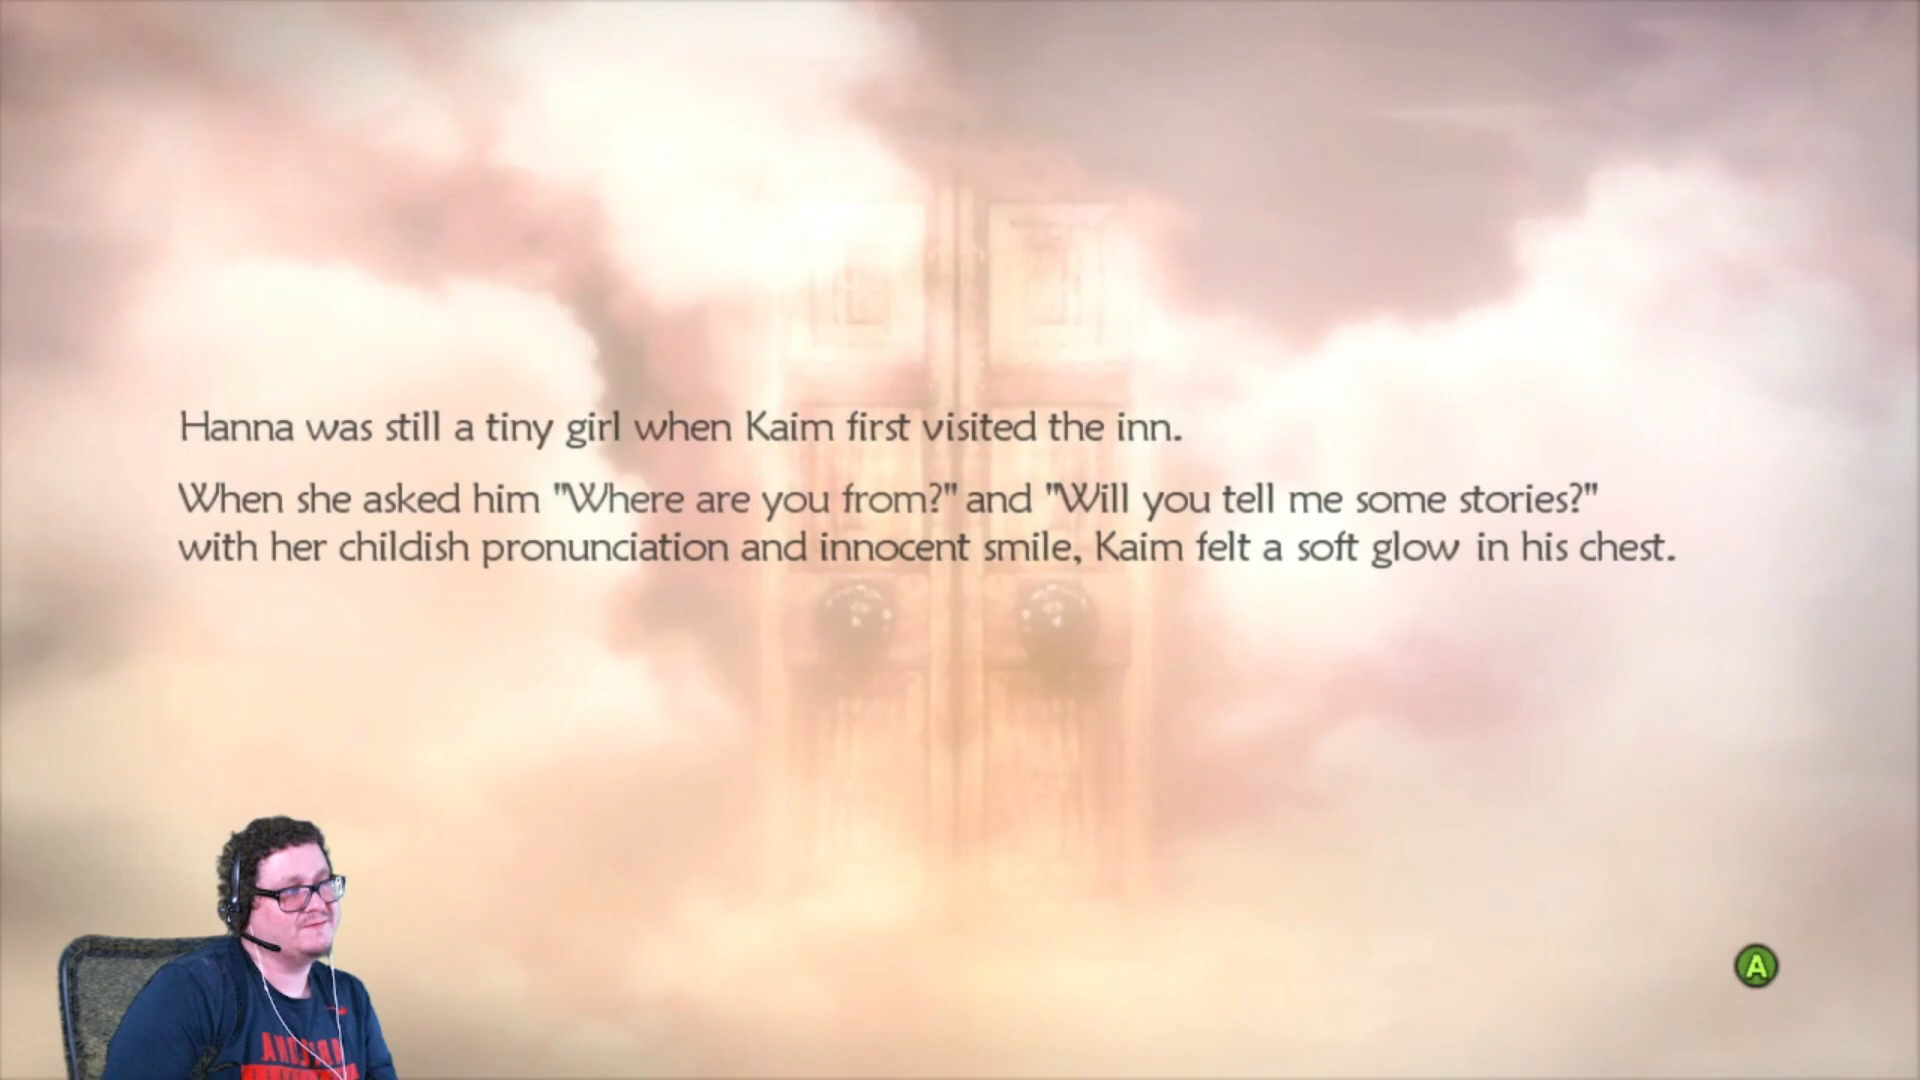 Hanna was still a tiny girl when Kaim first visited the inn.
When she asked him "Where are you from?" and "Will you tell me some stories?"
with her childish pronunciation and innocent smile, Kaim felt a soft glow in his chest.
A